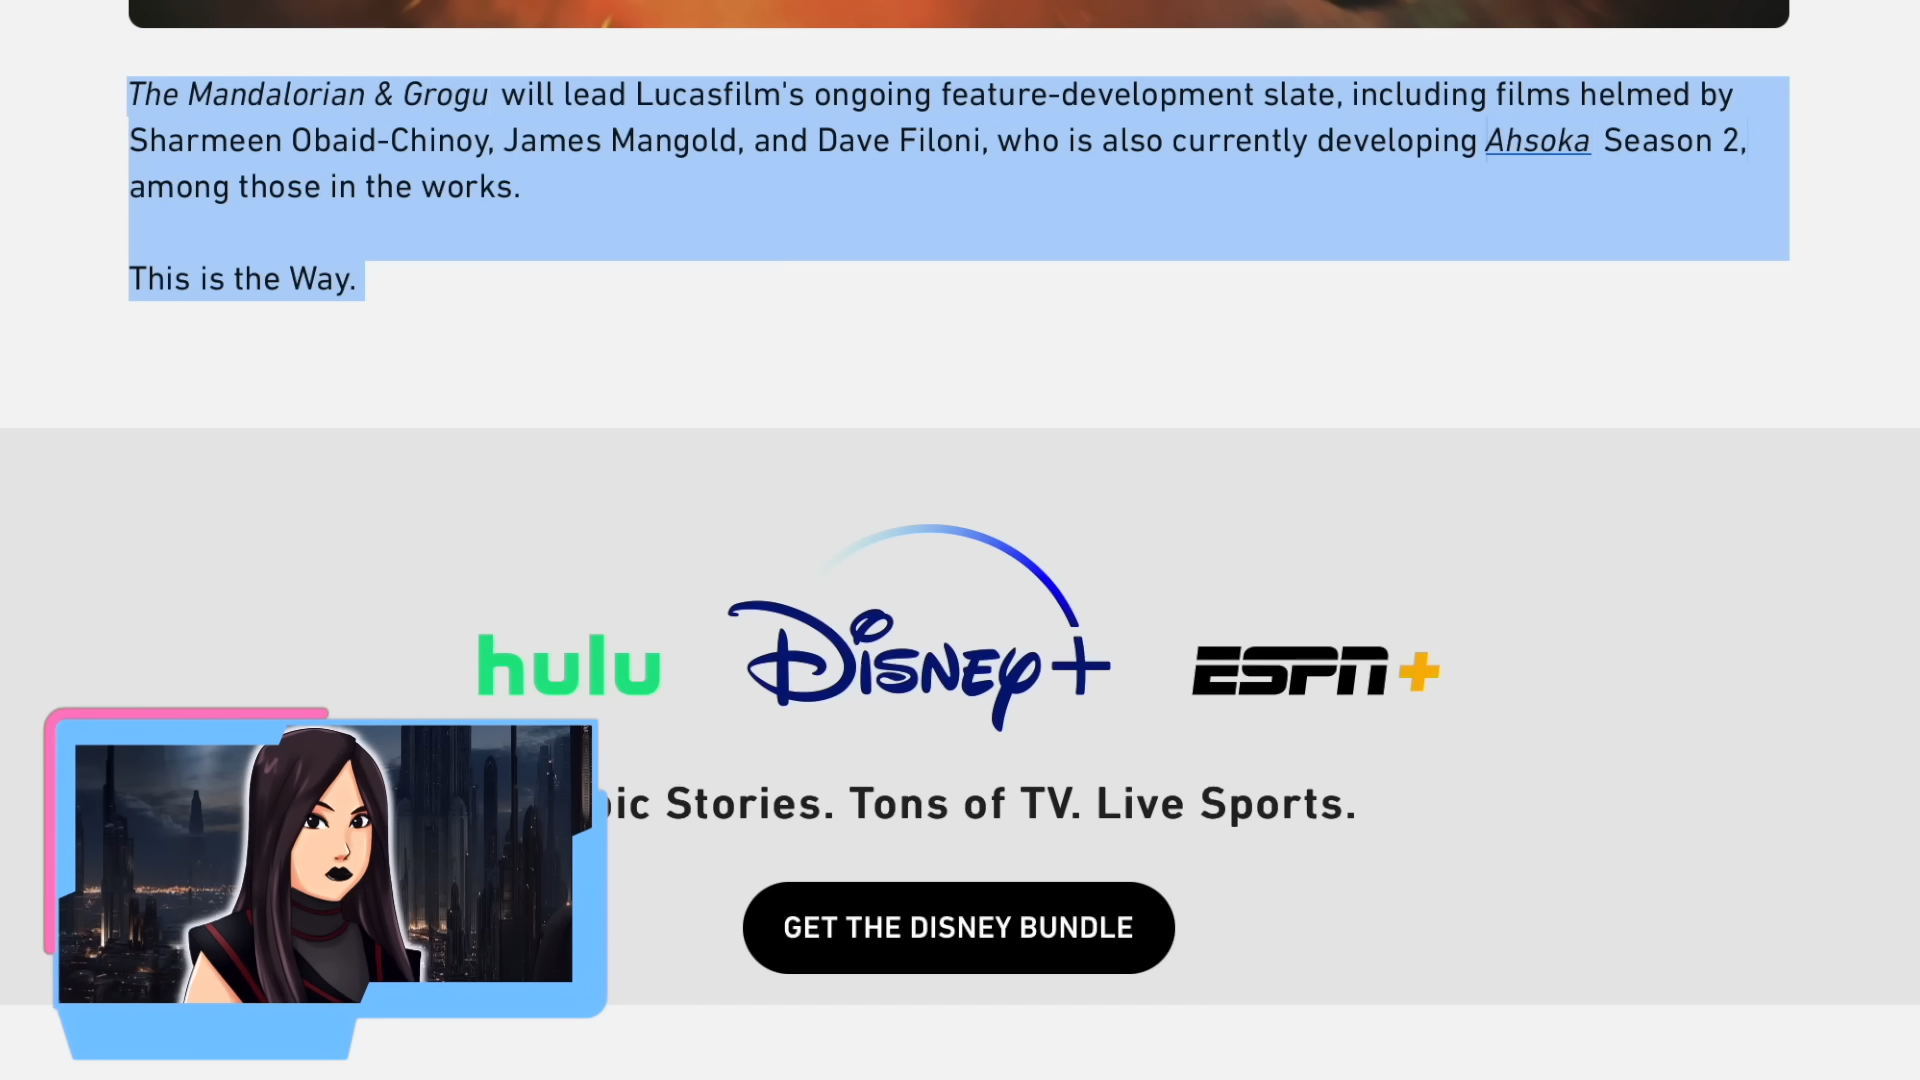 The Mandalorian & Grogu will lead Lucasfilm's ongoing feature-development slate, including films helmed by
Sharmeen Obaid-Chinoy, James Mangold, and Dave Filoni, who is also currently developing Ahsoka Season 2,
among those in the works.
This is the Way.
hulu
Disney+
ESPN+
Stories. Tons of TV. Live Sports.
GET THE DISNEY BUNDLE